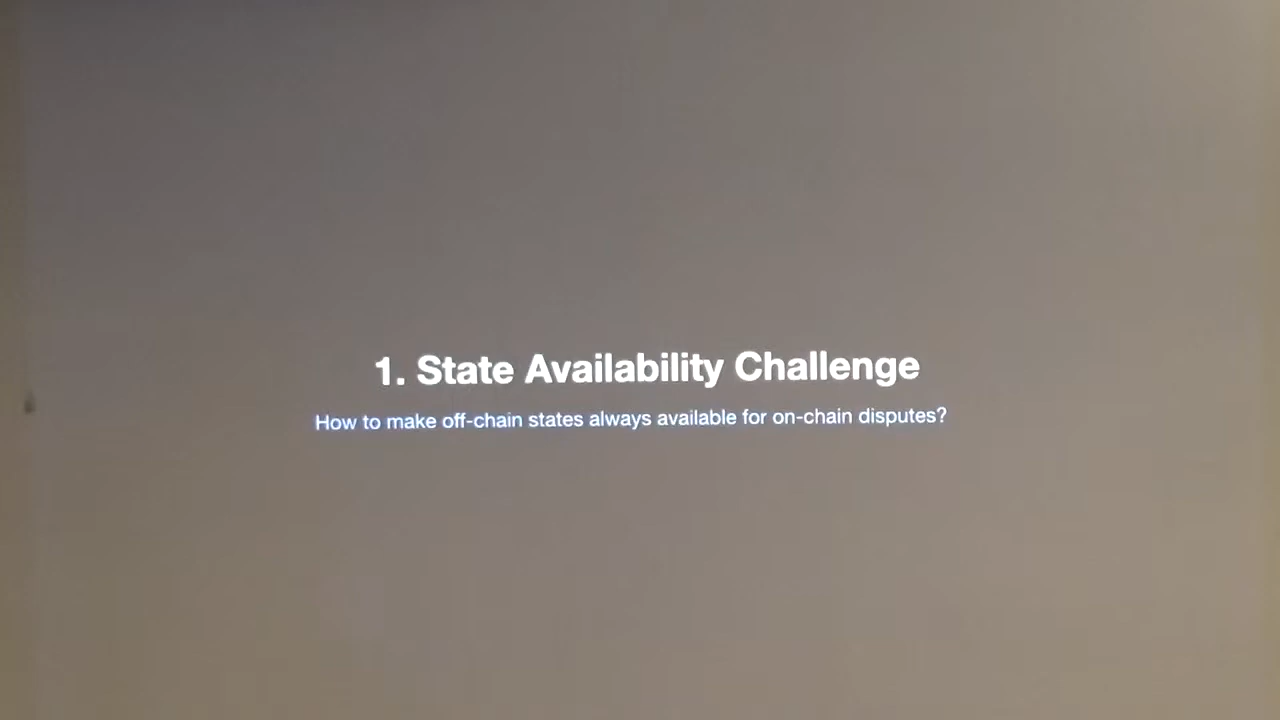 1. State Availability Challenge
How to make off-chain states always available for on-chain disputes?